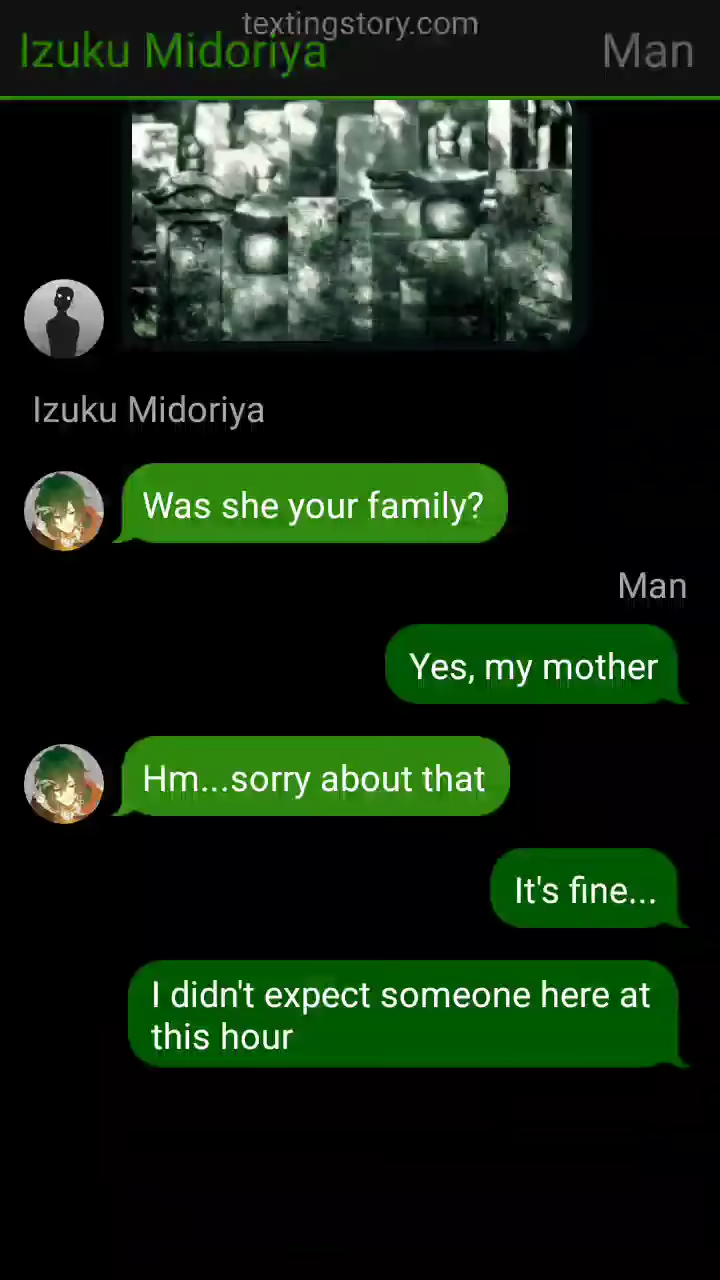 textingstory.com
Izuku Midoriya
Man
Izuku Midoriya
Was she your family?
Man
Yes, my mother
Hm...sorry about that
It's fine...
I didn't expect someone here at
this hour